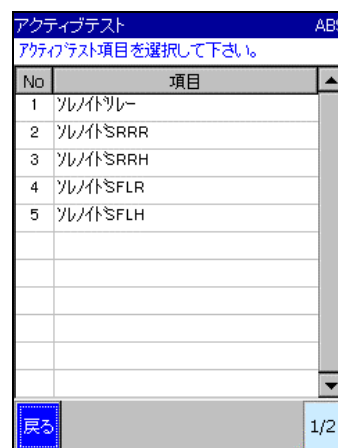 アクティブテスト ABS
アクティブテスト項目を選択して下さい。
No 項目
1 ソレノイドリレー
2 ソレノイドSRRR
3 ソレノイドSRRH
4 ソレノイドSFLR
5 ソレノイドSFLH
戻る 1/2